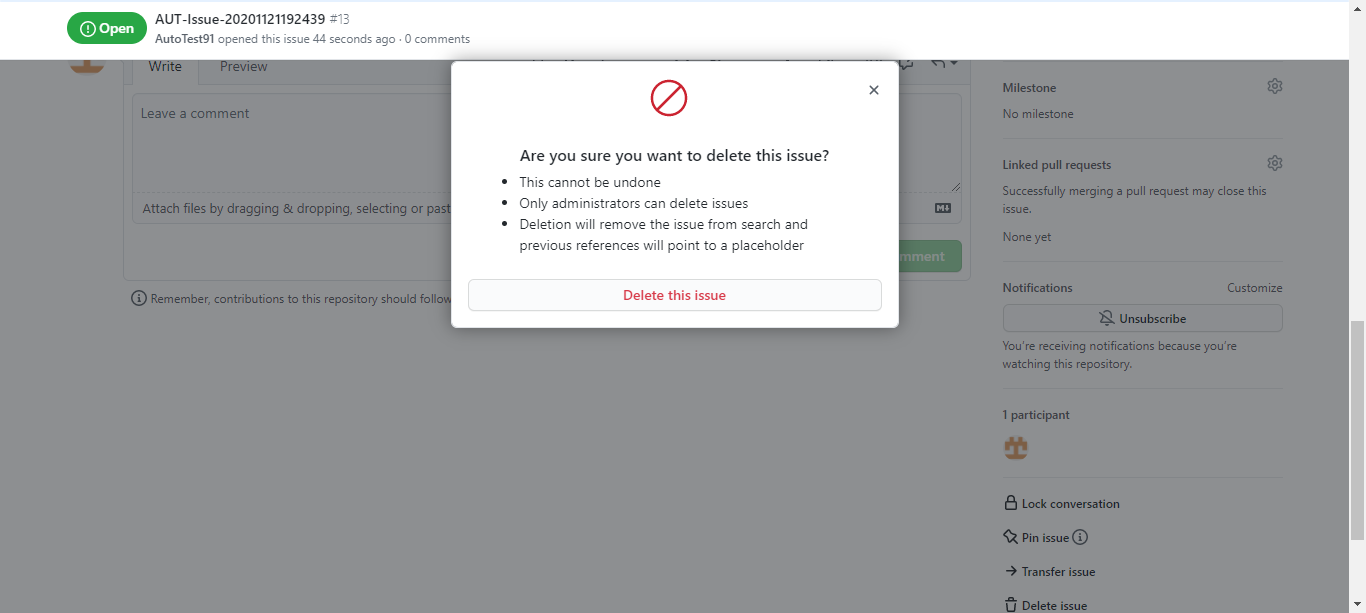 Open
AUT-Issue-20201121192439 #13
AutoTest91 opened this issue 44 seconds ago · 0 comments
Write
Preview
Leave a comment
Attach files by dragging & dropping, selecting or past
mment
Remember, contributions to this repository should follow
Are you sure you want to delete this issue?
• This cannot be undone
• Only administrators can delete issues
• Deletion will remove the issue from search and
previous references will point to a placeholder
Delete this issue
Milestone
No milestone
Linked pull requests
Successfully merging a pull request may close this
issue.
None yet
Notifications
Customize
Unsubscribe
You're receiving notifications because you're
watching this repository.
1 participant
Lock conversation
Pin issue
Transfer issue
Delete issue